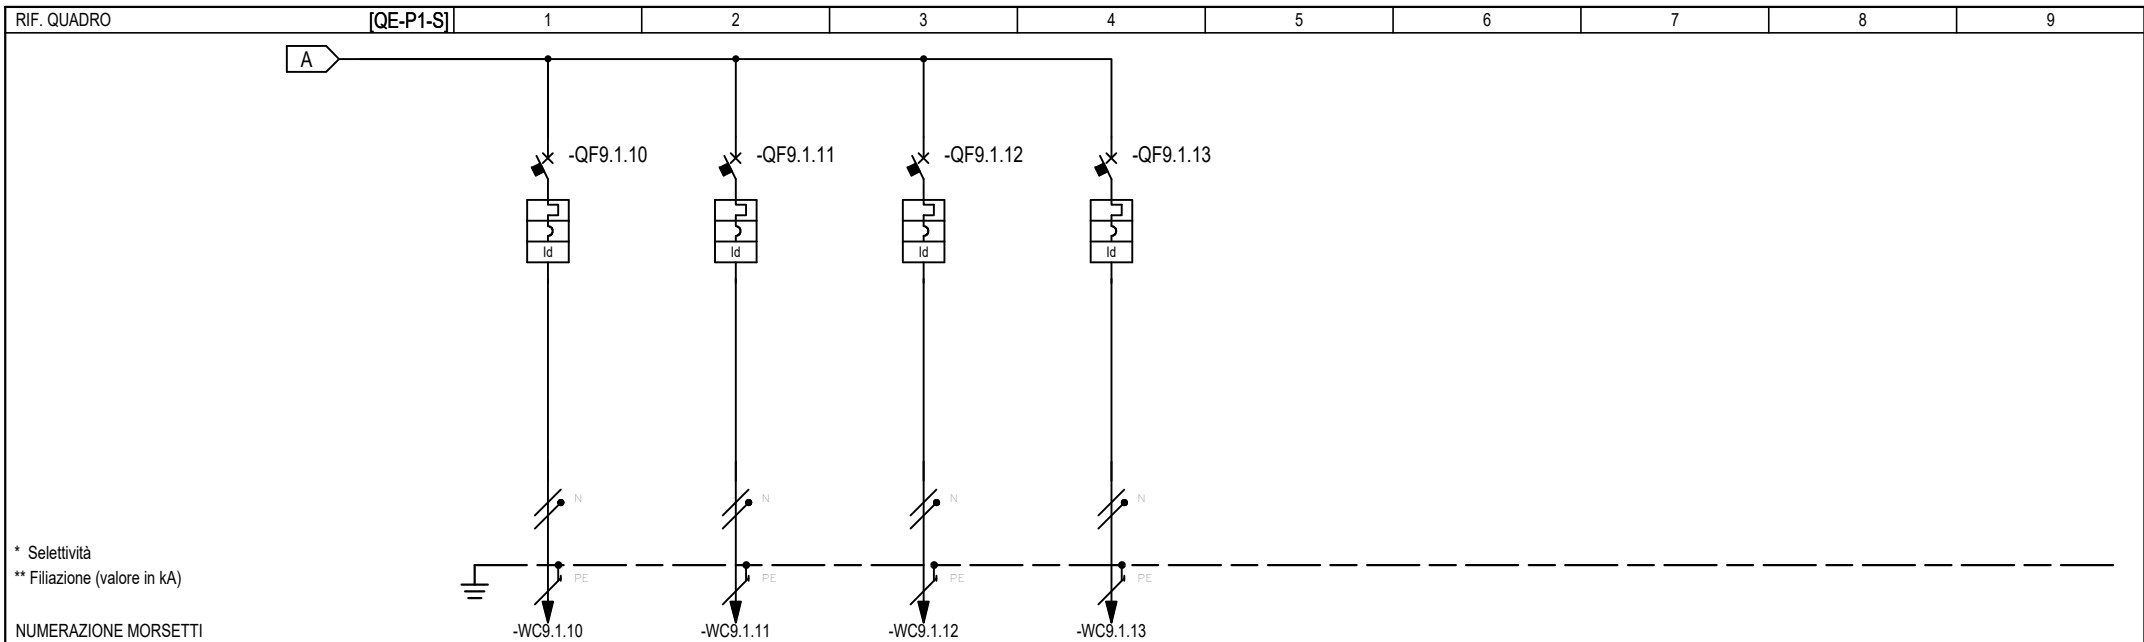 RIF. QUADRO [QE-P1-S] 1 2 3 4 5 6 7 8 9
A
-QF9.1.10 -QF9.1.11 -QF9.1.12 -QF9.1.13
Id Id Id Id
N N N N
* Selettività
** Filiazione (valore in kA)
PE PE PE PE
NUMERAZIONE MORSETTI -WC9.1.10 -WC9.1.11 -WC9.1.12 -WC9.1.13